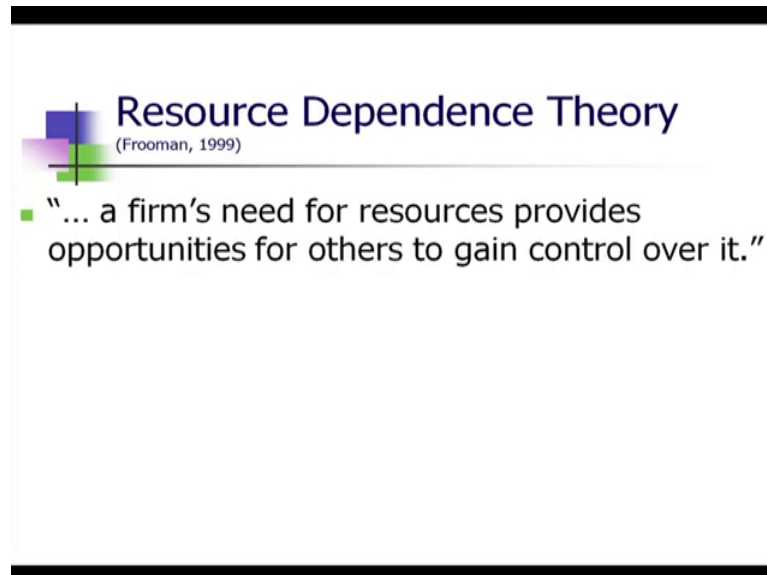 Resource Dependence Theory
(Frooman, 1999)
“... a firm’s need for resources provides
opportunities for others to gain control over it.”